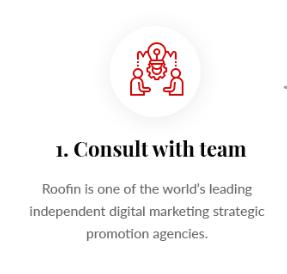 1. Consult with team
Roofin is one of the world's leading
independent digital marketing strategic
promotion agencies.